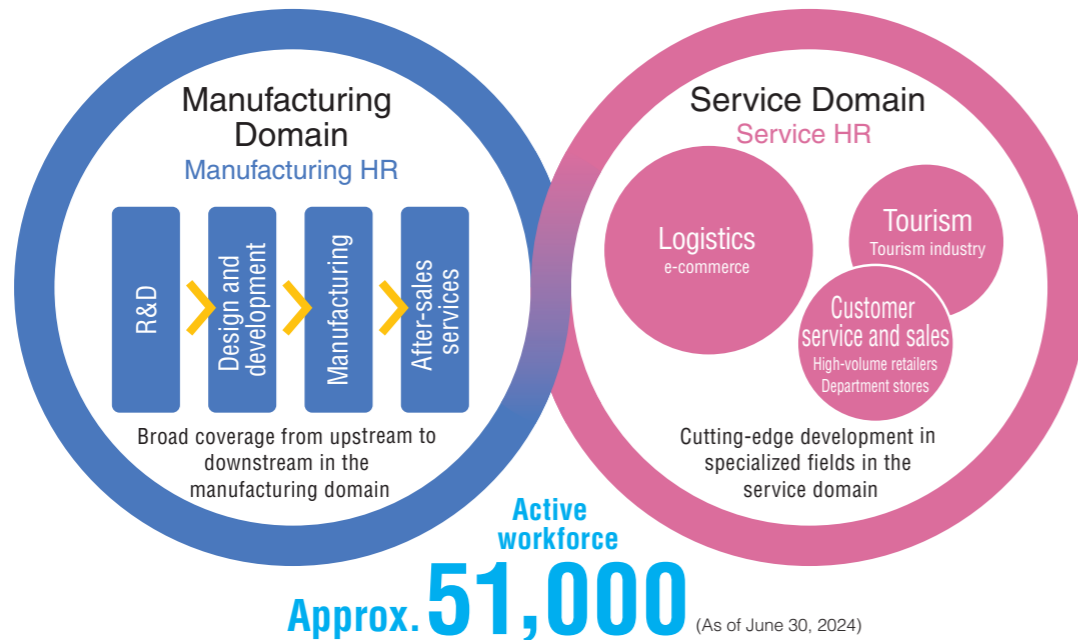 Manufacturing
Domain
Manufacturing HR
R&D
Design and
development
Manufacturing
After-sales
services
Broad coverage from upstream to
downstream in the
manufacturing domain
Service Domain
Service HR
Logistics
e-commerce
Tourism
Tourism industry
Customer
service and sales
High-volume retailers
Department stores
Cutting-edge development in
specialized fields in the
service domain
Active
workforce
Approx. 51,000 (As of June 30, 2024)